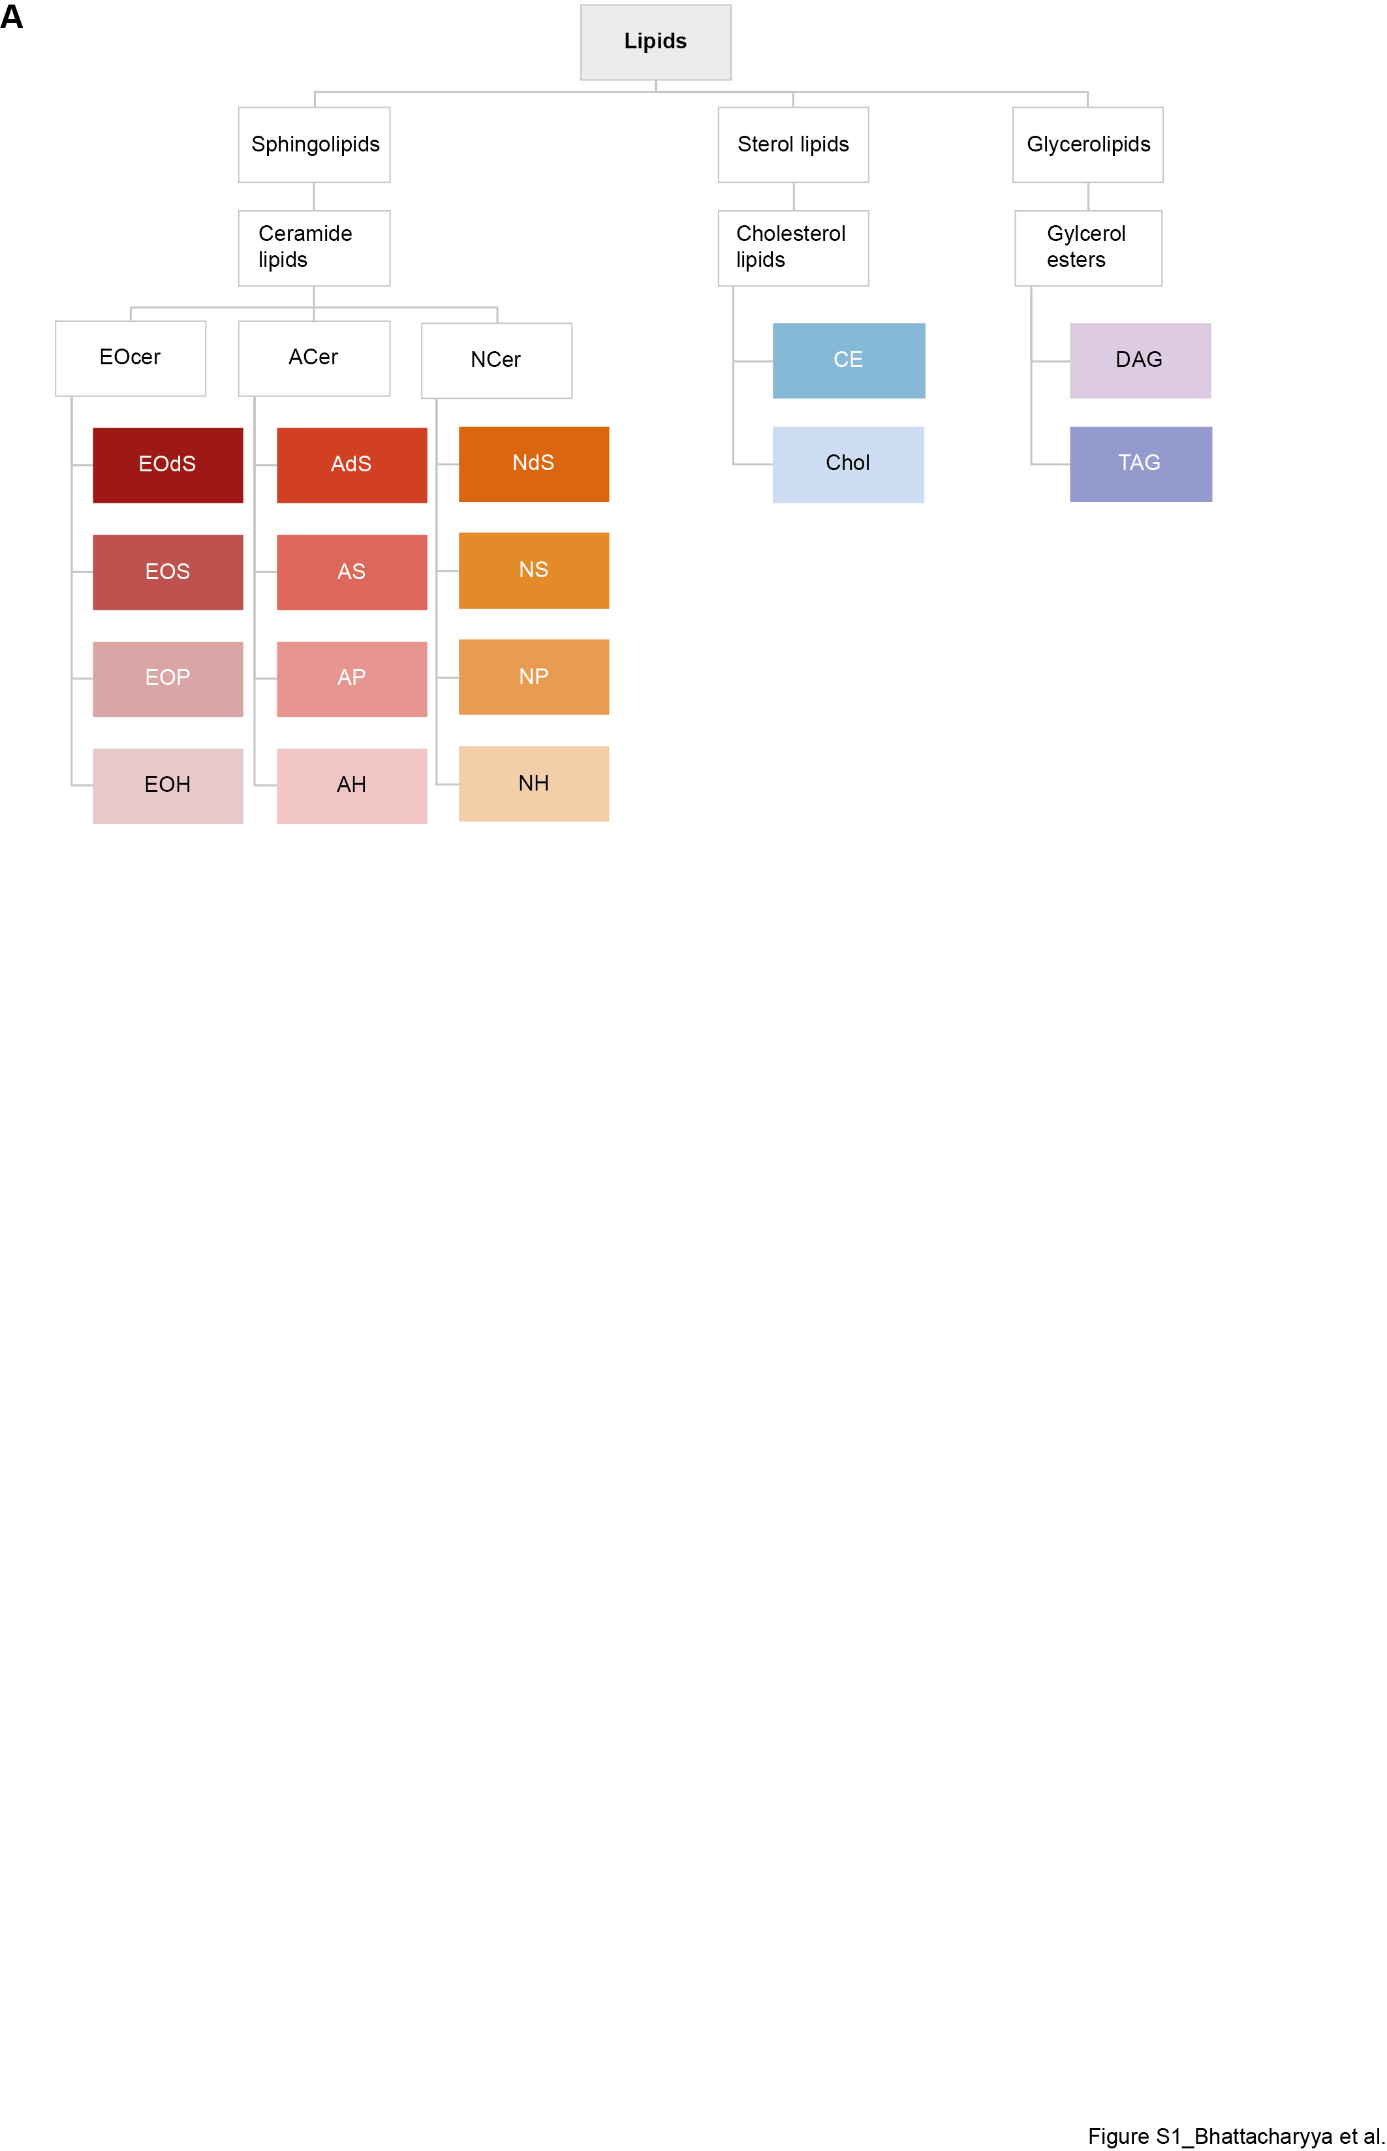 A
Lipids
Sphingolipids
Sterol lipids
Glycerolipids
Ceramide
lipids
Cholesterol
lipids
Gylcerol
esters
EOcer
ACer
NCer
CE
DAG
EOdS
AdS
NdS
Chol
TAG
EOS
AS
NS
EOP
AP
NP
EOH
AH
NH
Figure S1_Bhattacharyya et al.